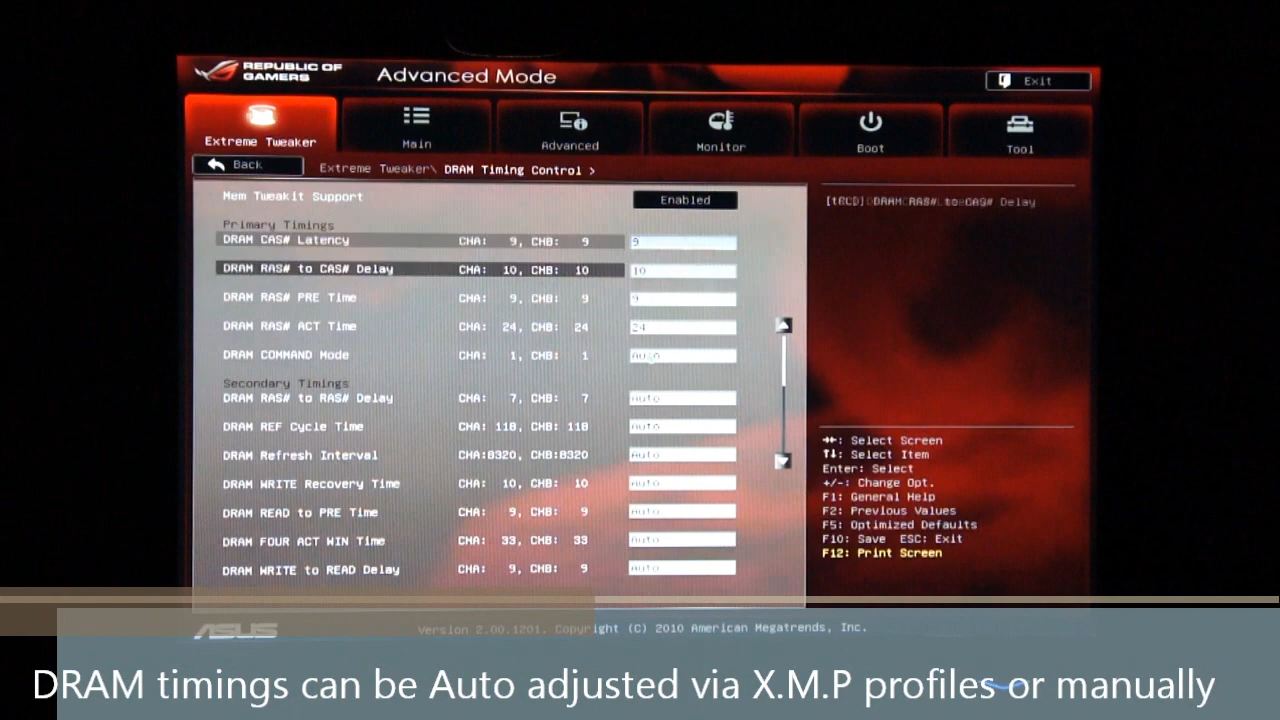 REPUBLIC OF
GAMERS
Advanced Mode
Exit
Extreme Tweaker
Main
Advanced
Monitor
Boot
Tool
Back
Extreme Tweaker\ DRAM Timing Control >
Mem TweakIt Support Enabled
Primary Timings
DRAM CAS# Latency CHA: 9, CHB: 9 9
DRAM RAS# to CAS# Delay CHA: 10, CHB: 10 10
DRAM RAS# PRE Time CHA: 9, CHB: 9 9
DRAM RAS# ACT Time CHA: 24, CHB: 24 24
DRAM COMMAND Mode CHA: 1, CHB: 1 Auto
Secondary Timings
DRAM RAS# to RAS# Delay CHA: 7, CHB: 7 Auto
DRAM REF Cycle Time CHA: 118, CHB: 118 Auto
DRAM Refresh Interval CHA:8320, CHB:8320 Auto
DRAM WRITE Recovery Time CHA: 10, CHB: 10 Auto
DRAM READ to PRE Time CHA: 9, CHB: 9 Auto
DRAM FOUR ACT WIN Time CHA: 33, CHB: 33 Auto
DRAM WRITE to READ Delay CHA: 9, CHB: 9 Auto
[tRCD] DRAM RAS# to CAS# Delay
→←: Select Screen
↑↓: Select Item
Enter: Select
+/-: Change Opt.
F1: General Help
F2: Previous Values
F5: Optimized Defaults
F10: Save ESC: Exit
F12: Print Screen
ASUS
Version 2.00.1201. Copyright (C) 2010 American Megatrends, Inc.
DRAM timings can be Auto adjusted via X.M.P profiles or manually